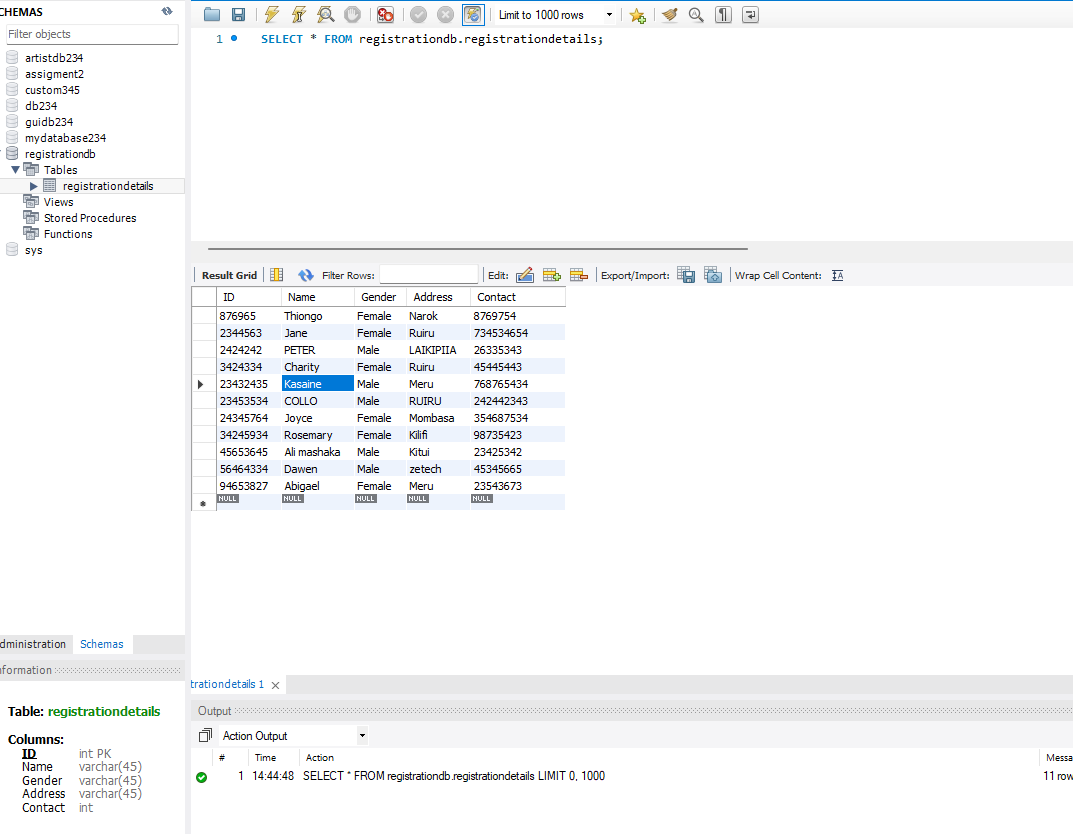 CHEMAS
Filter objects
artistdb234
assigment2
custom345
db234
guidb234
mydatabase234
registrationdb
Tables
registrationdetails
Views
Stored Procedures
Functions
sys
dministration Schemas
nformation
Table: registrationdetails
Columns:
ID int PK
Name varchar(45)
Gender varchar(45)
Address varchar(45)
Contact int
Limit to 1000 rows
1 SELECT * FROM registrationdb.registrationdetails;
Result Grid Filter Rows: Edit: Export/Import: Wrap Cell Content: IA
ID Name Gender Address Contact
876965 Thiongo Female Narok 8769754
2344563 Jane Female Ruiru 734534654
2424242 PETER Male LAIKIPIIA 26335343
3424334 Charity Female Ruiru 45445443
23432435 Kasaine Male Meru 768765434
23453534 COLLO Male RUIRU 242442343
24345764 Joyce Female Mombasa 354687534
34245934 Rosemary Female Kilifi 98735423
45653645 Ali mashaka Male Kitui 23425342
56464334 Dawen Male zetech 45345665
94653827 Abigael Female Meru 23543673
NULL NULL NULL NULL NULL
trationdetails 1
Output
Action Output
# Time Action Messa
1 14:44:48 SELECT * FROM registrationdb.registrationdetails LIMIT 0, 1000 11 row